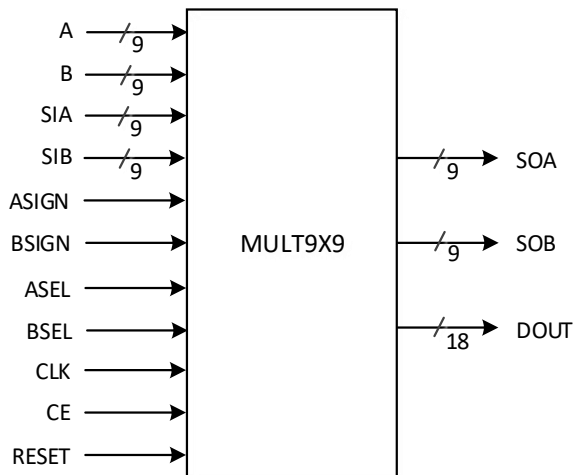 A
9
B
9
SIA
9
SIB
9
ASIGN
BSIGN
ASEL
BSEL
CLK
CE
RESET
MULT9X9
9
SOA
9
SOB
18
DOUT